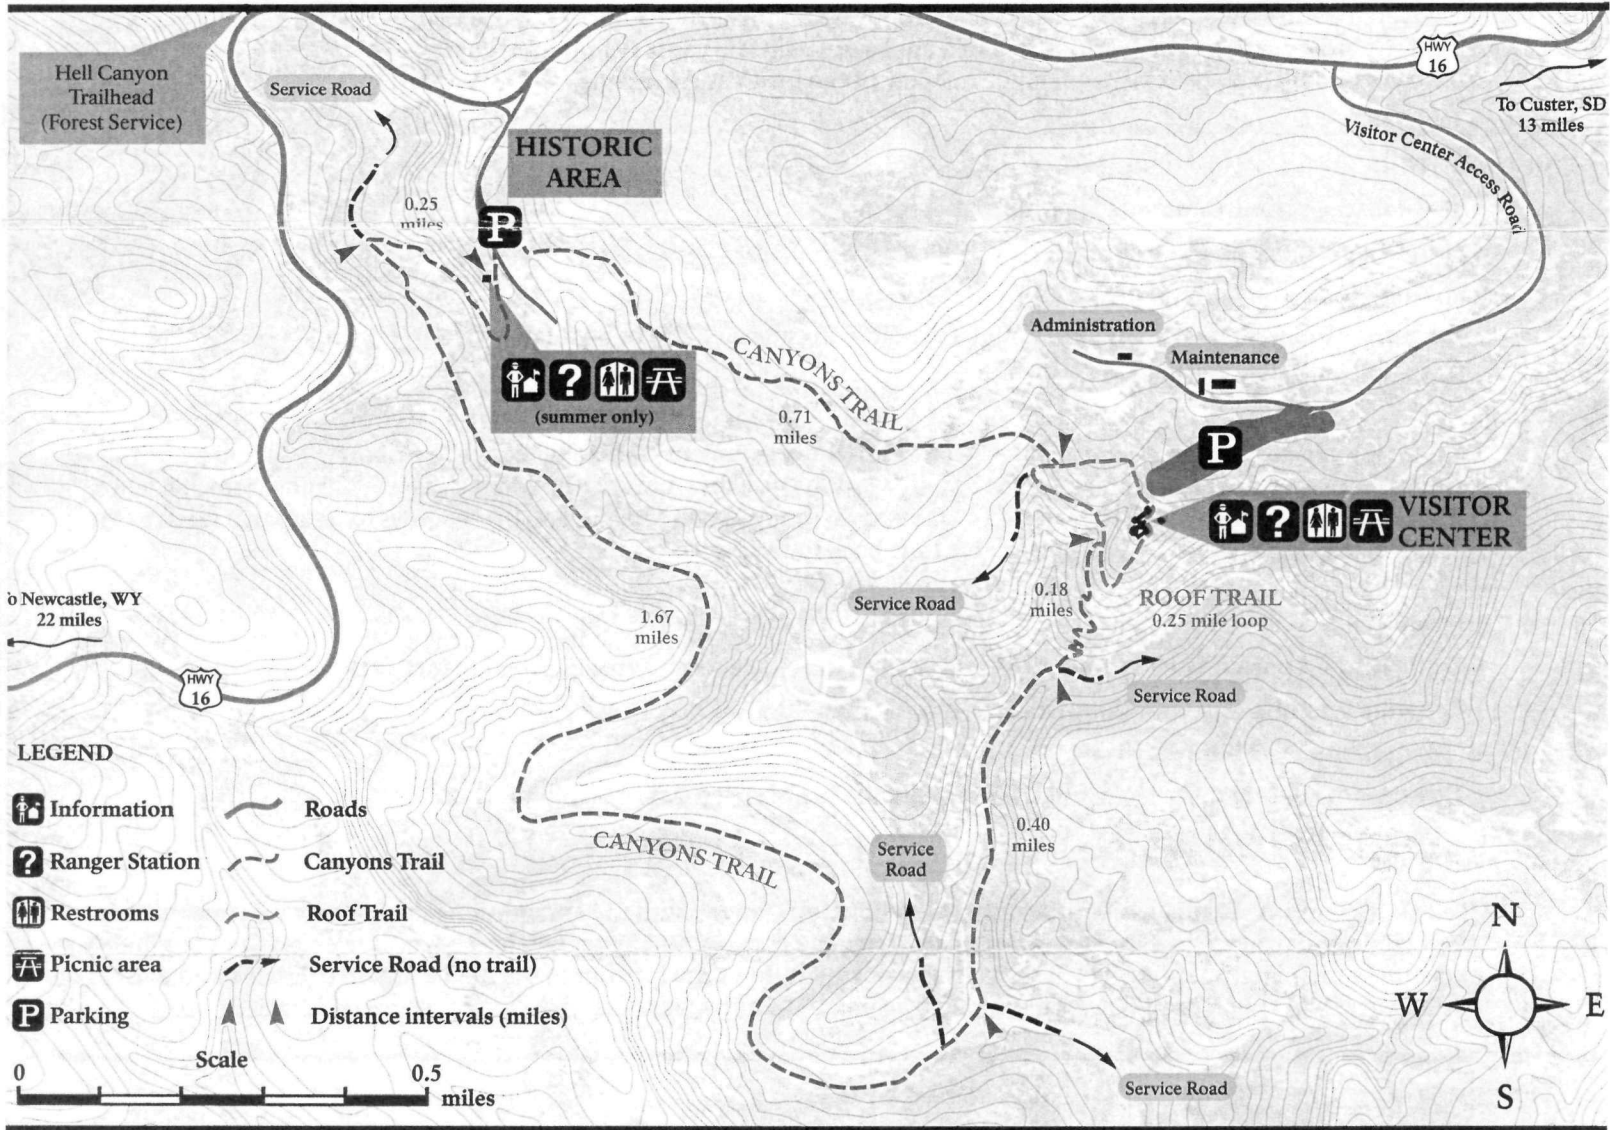 Hell Canyon
Trailhead
(Forest Service)
Service Road
HISTORIC
AREA
0.25
miles
P
HWY
16
To Custer, SD
13 miles
Visitor Center Access Road
Administration
Maintenance
CANYONS TRAIL
0.71
miles
?
(summer only)
P
?
VISITOR
CENTER
Service Road
0.18
miles
ROOF TRAIL
0.25 mile loop
o Newcastle, WY
22 miles
1.67
miles
HWY
16
Service Road
LEGEND
Information
Roads
0.40
miles
CANYONS TRAIL
Service
Road
?
Ranger Station
Canyons Trail
Restrooms
Roof Trail
Picnic area
Service Road (no trail)
P
Parking
Distance intervals (miles)
Scale
0
0.5
miles
Service Road
N
W
E
S